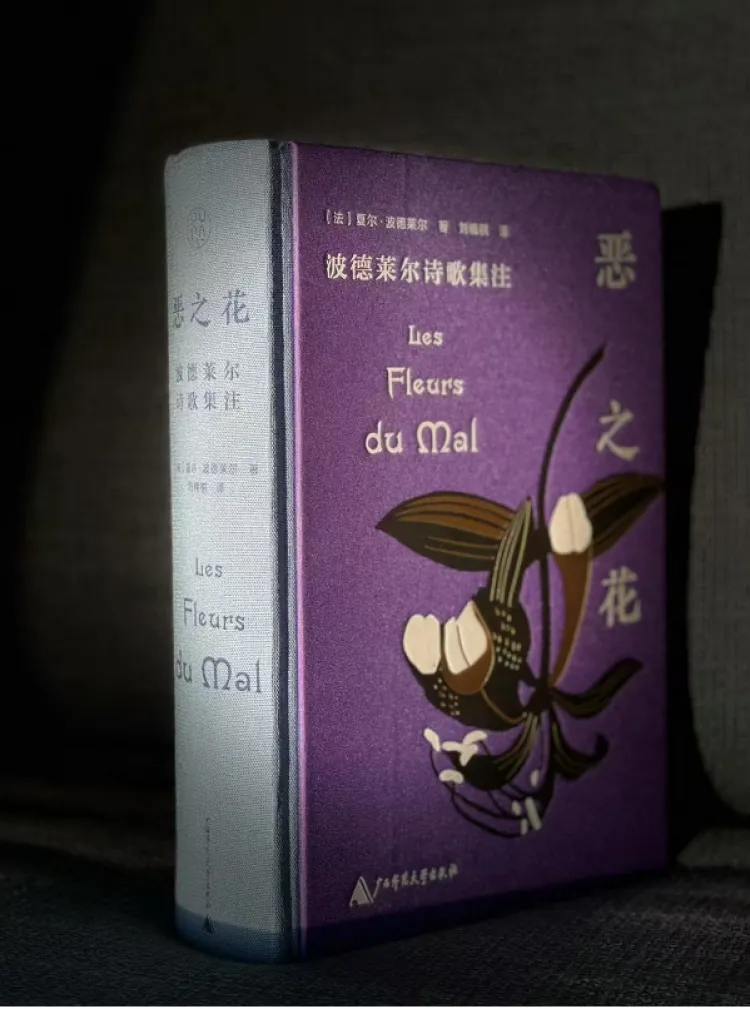 恶之花
波德莱尔
诗歌集注
Les
Fleurs
du Mal
[法]夏尔·波德莱尔 著 刘楠祺 译
波德莱尔诗歌集注
Les
Fleurs
du Mal
恶之花
广西师范大学出版社